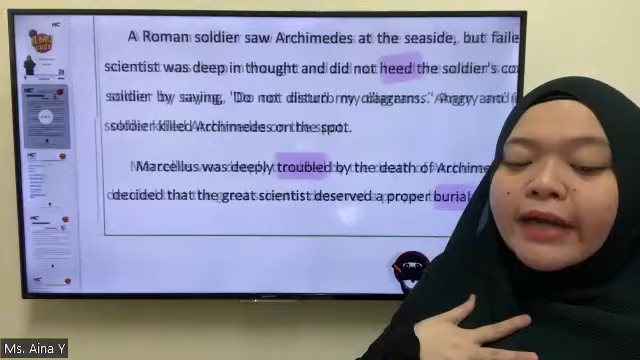 A Roman soldier saw Archimedes at the seaside, but faile
scientist was deep in thought and did not heed the soldier's co
soldier by saying, 'Do not disturb my diagrams.' Angry and
soldier killed Archimedes on the spot.
Marcellus was deeply troubled by the death of Archime
decided that the great scientist deserved a proper burial
Ms. Aina Y